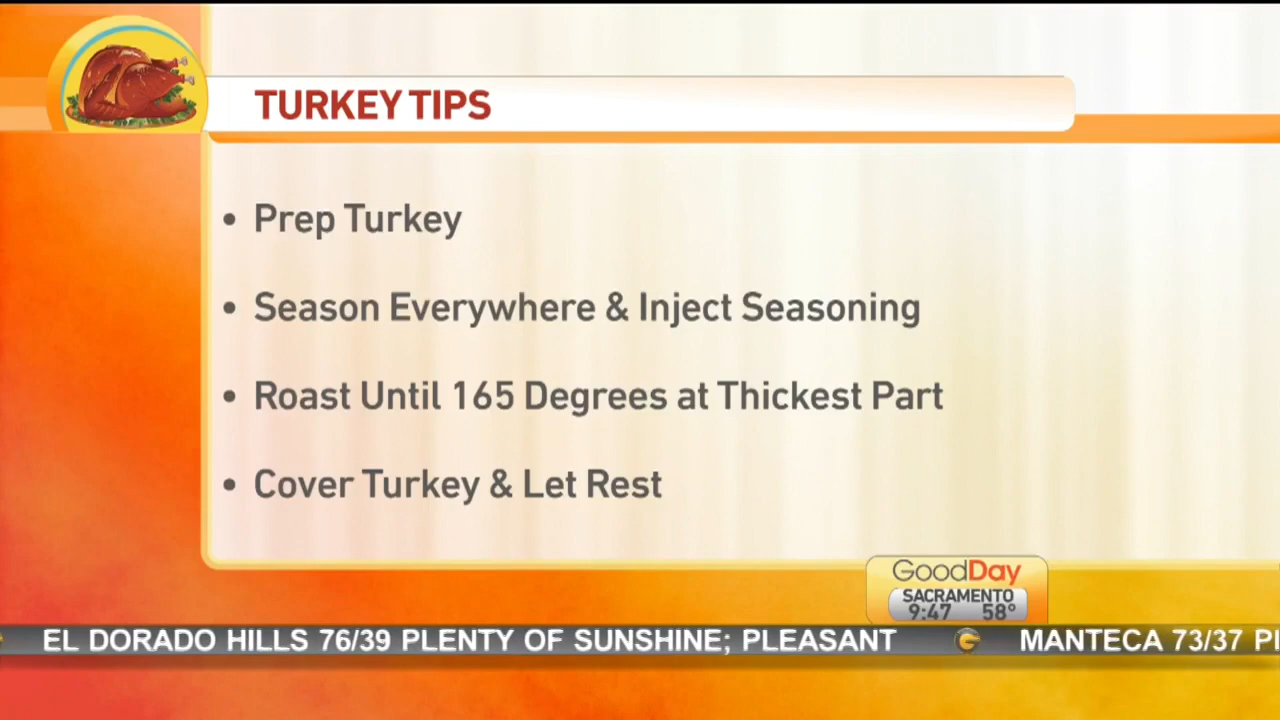 TURKEY TIPS
• Prep Turkey
• Season Everywhere & Inject Seasoning
• Roast Until 165 Degrees at Thickest Part
• Cover Turkey & Let Rest
GoodDay
SACRAMENTO
9:47 58°
EL DORADO HILLS 76/39 PLENTY OF SUNSHINE; PLEASANT MANTECA 73/37